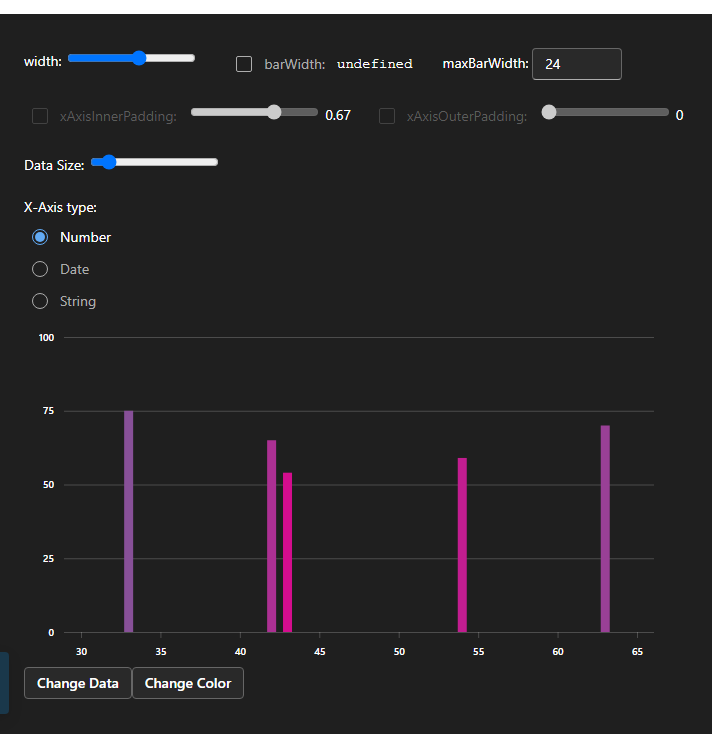 width: barWidth: undefined maxBarWidth: 24
xAxisInnerPadding: 0.67 xAxisOuterPadding: 0
Data Size:
X-Axis type:
Number
Date
String
100
75
50
25
0
30 35 40 45 50 55 60 65
Change Data Change Color